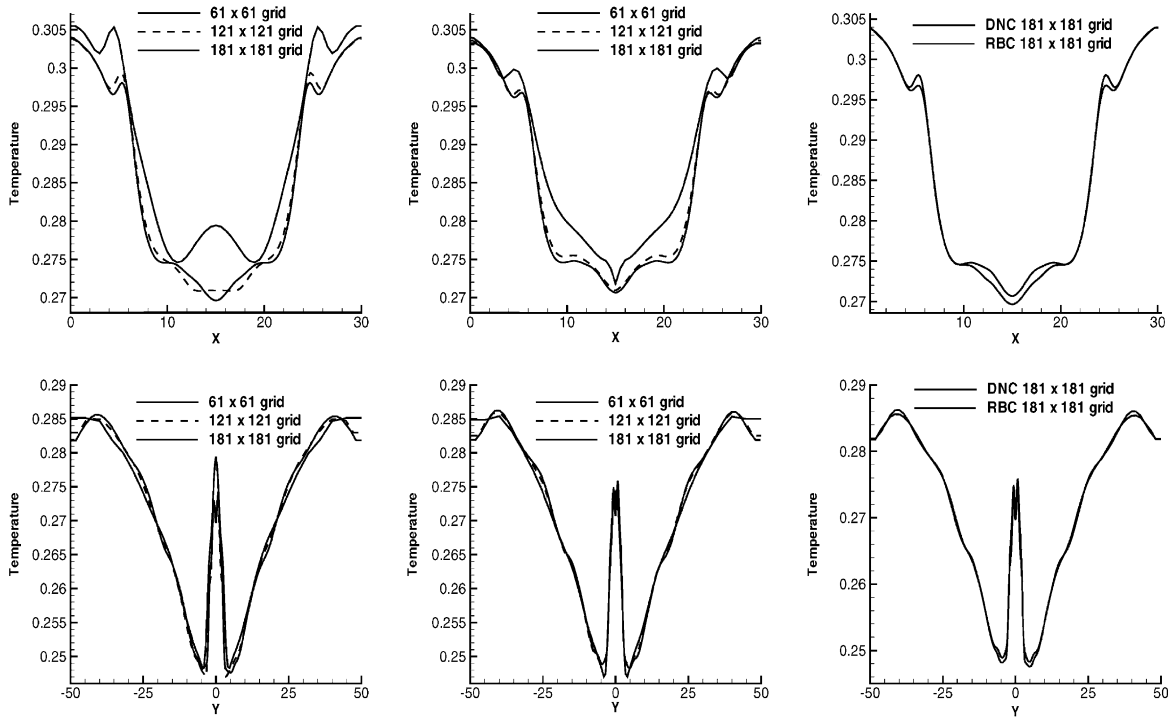 61 x 61 grid
121 x 121 grid
181 x 181 grid
0.305
0.3
0.295
0.29
0.285
0.28
0.275
0.27
Temperature
0 10 20 30
X
61 x 61 grid
121 x 121 grid
181 x 181 grid
0.305
0.3
0.295
0.29
0.285
0.28
0.275
0.27
Temperature
0 10 20 30
X
DNC 181 x 181 grid
RBC 181 x 181 grid
0.305
0.3
0.295
0.29
0.285
0.28
0.275
0.27
Temperature
10 20 30
X
61 x 61 grid
121 x 121 grid
181 x 181 grid
0.29
0.285
0.28
0.275
0.27
0.265
0.26
0.255
0.25
Temperature
-50 -25 0 25 50
Y
61 x 61 grid
121 x 121 grid
181 x 181 grid
0.29
0.285
0.28
0.275
0.27
0.265
0.26
0.255
0.25
Temperature
-50 -25 0 25 50
Y
DNC 181 x 181 grid
RBC 181 x 181 grid
0.29
0.28
0.27
0.26
0.25
Temperature
-50 -25 0 25 50
Y